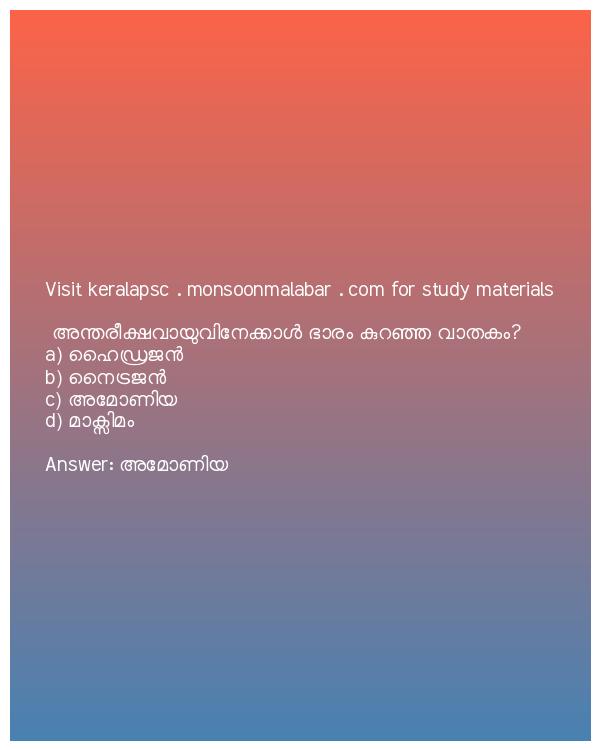 Visit keralapsc . monsoonmalabar . com for study materials
അന്തരീക്ഷവായുവിനേക്കാൾ ഭാരം കുറഞ്ഞ വാതകം?
a) ഹൈഡ്രജൻ
b) നൈട്രജൻ
c) അമോണിയ
d) മാക്സിമം
Answer: അമോണിയ